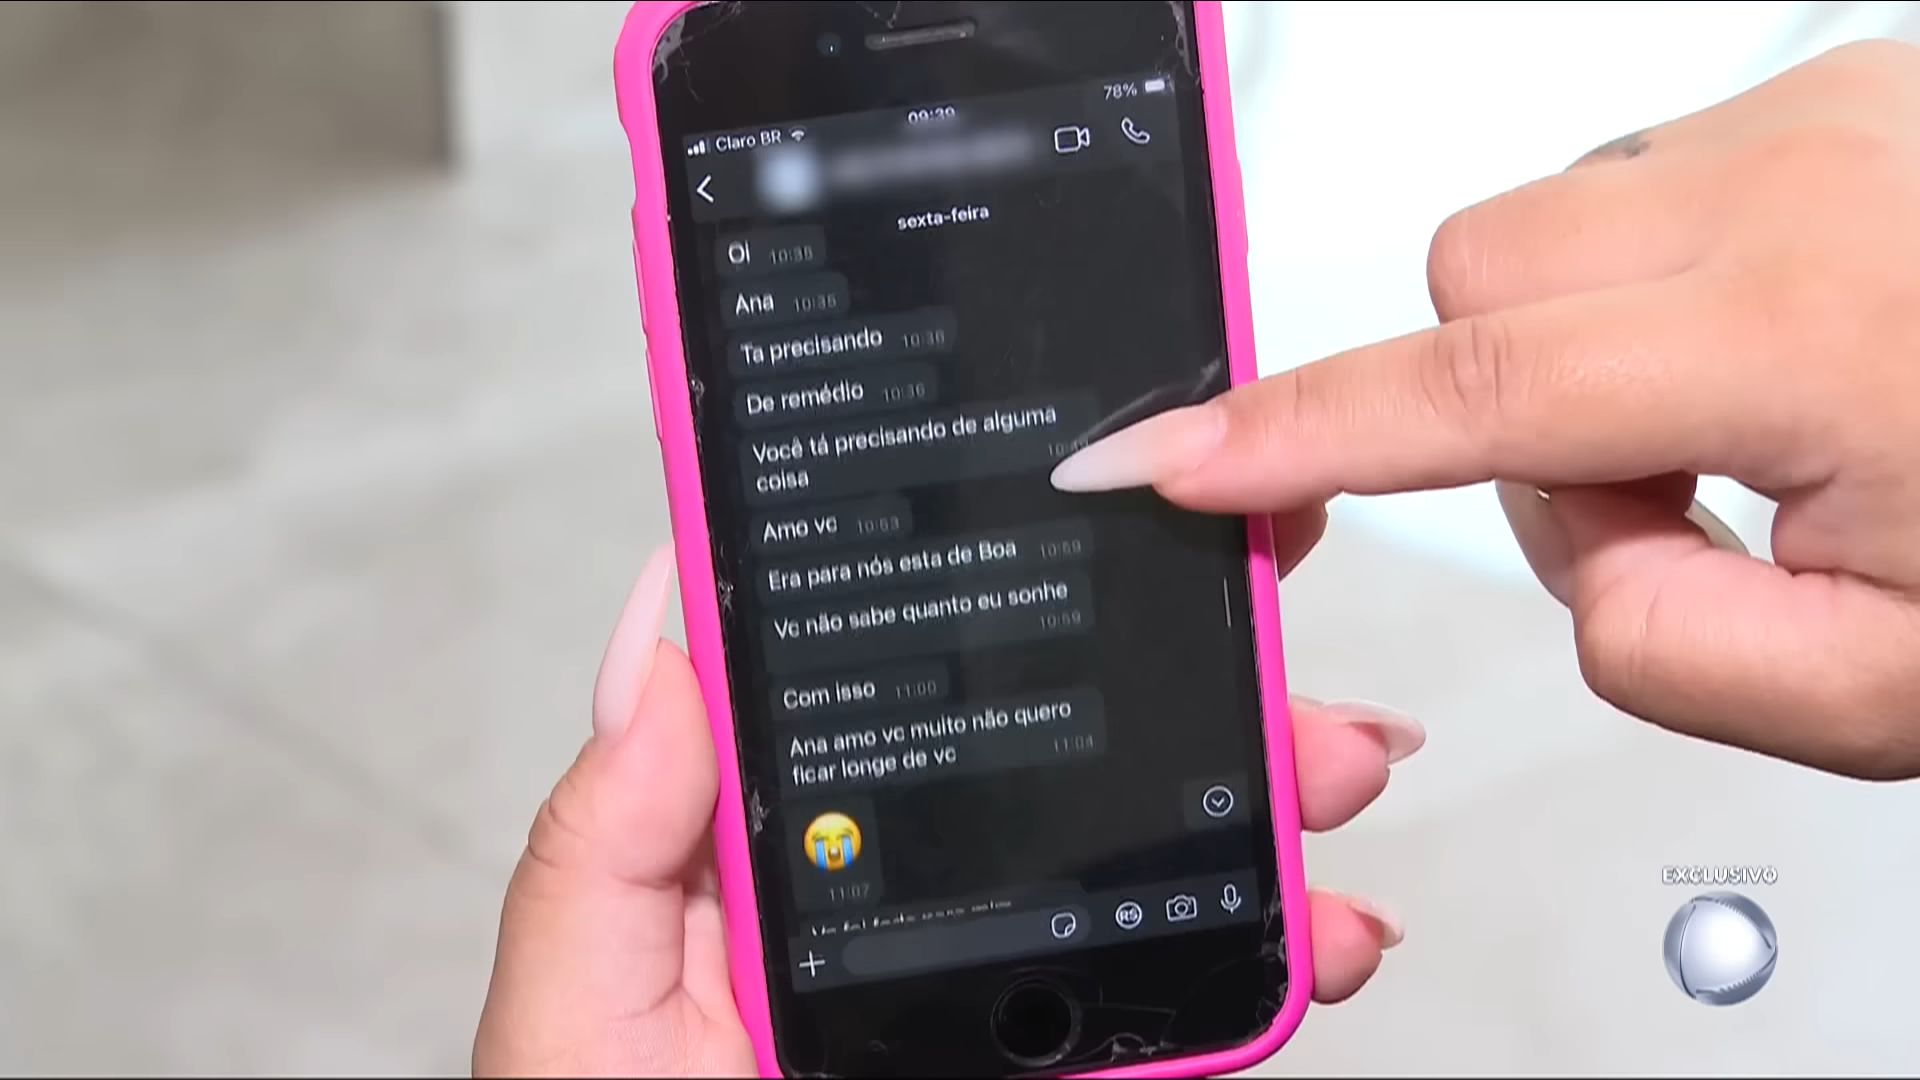 78%
09:39
Claro BR
sexta-feira
Oi 10:35
Ana 10:35
Ta precisando 10:36
De remédio 10:36
Você tá precisando de alguma
coisa
Amo vc 10:53
Era para nós esta de Boa 10:59
Vc não sabe quanto eu sonhe
10:59
Com isso 11:00
Ana amo vc muito não quero
ficar longe de vc 11:04
11:07
R$
EXCLUSIVO